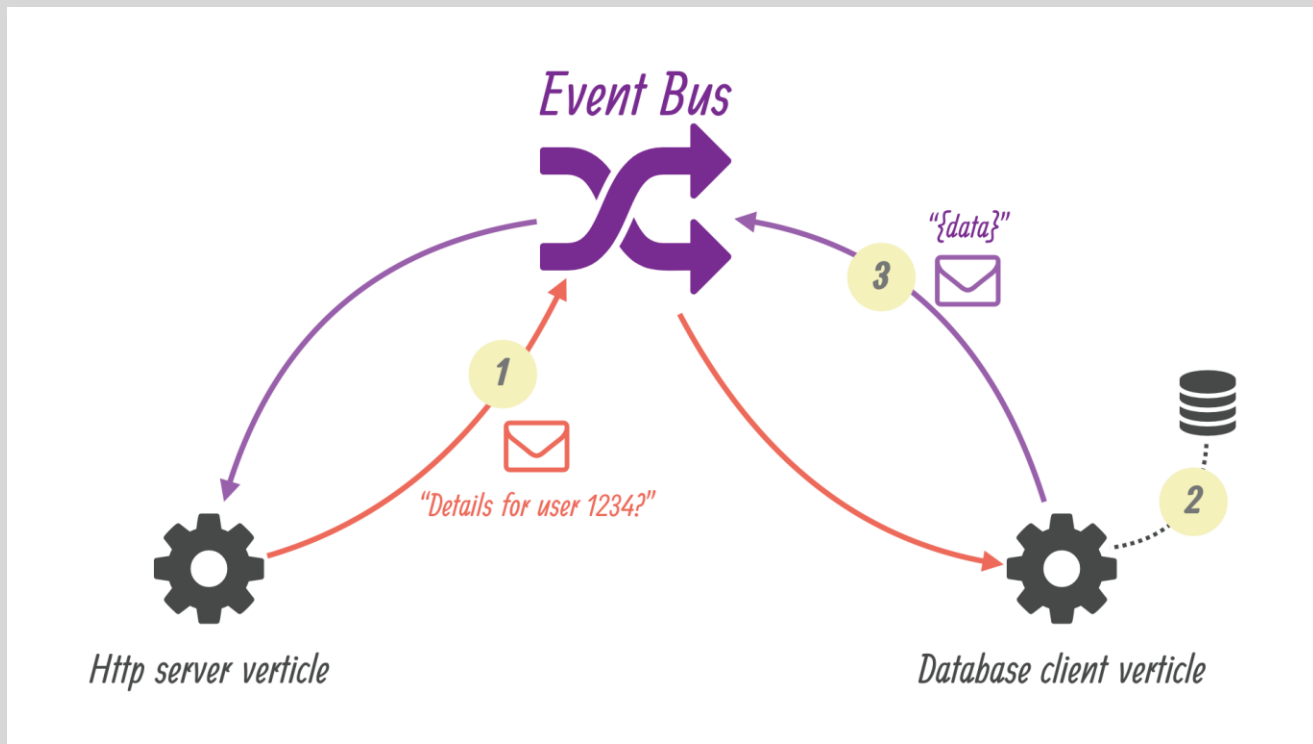 Event Bus
“{data}”
3
1
“Details for user 1234?”
2
Http server verticle
Database client verticle